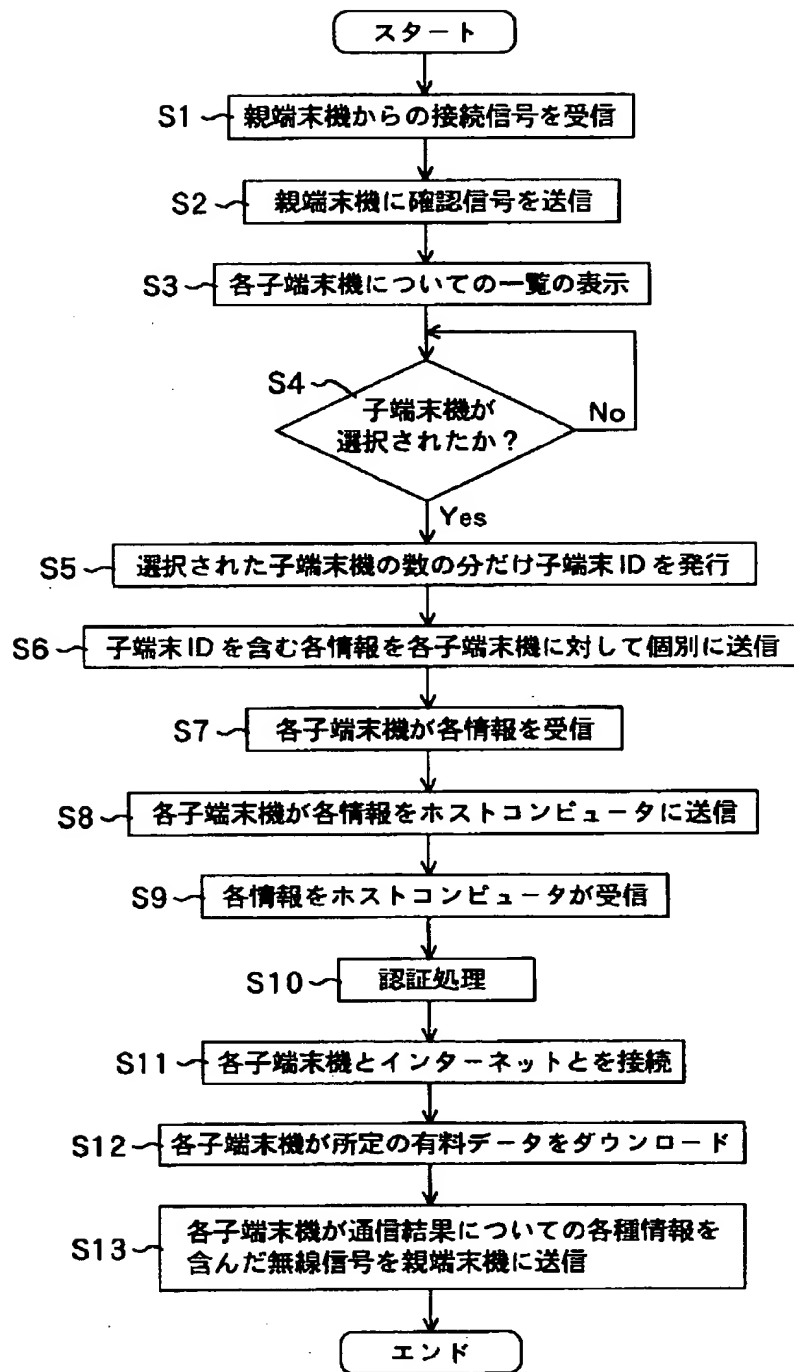 スタート
S1 親端末機からの接続信号を受信
S2 親端末機に確認信号を送信
S3 各子端末機についての一覧の表示
S4
子端末機が
選択されたか？
No
Yes
S5 選択された子端末機の数の分だけ子端末IDを発行
S6 子端末IDを含む各情報を各子端末機に対して個別に送信
S7 各子端末機が各情報を受信
S8 各子端末機が各情報をホストコンピュータに送信
S9 各情報をホストコンピュータが受信
S10 認証処理
S11 各子端末機とインターネットとを接続
S12 各子端末機が所定の有料データをダウンロード
S13 各子端末機が通信結果についての各種情報を
含んだ無線信号を親端末機に送信
エンド